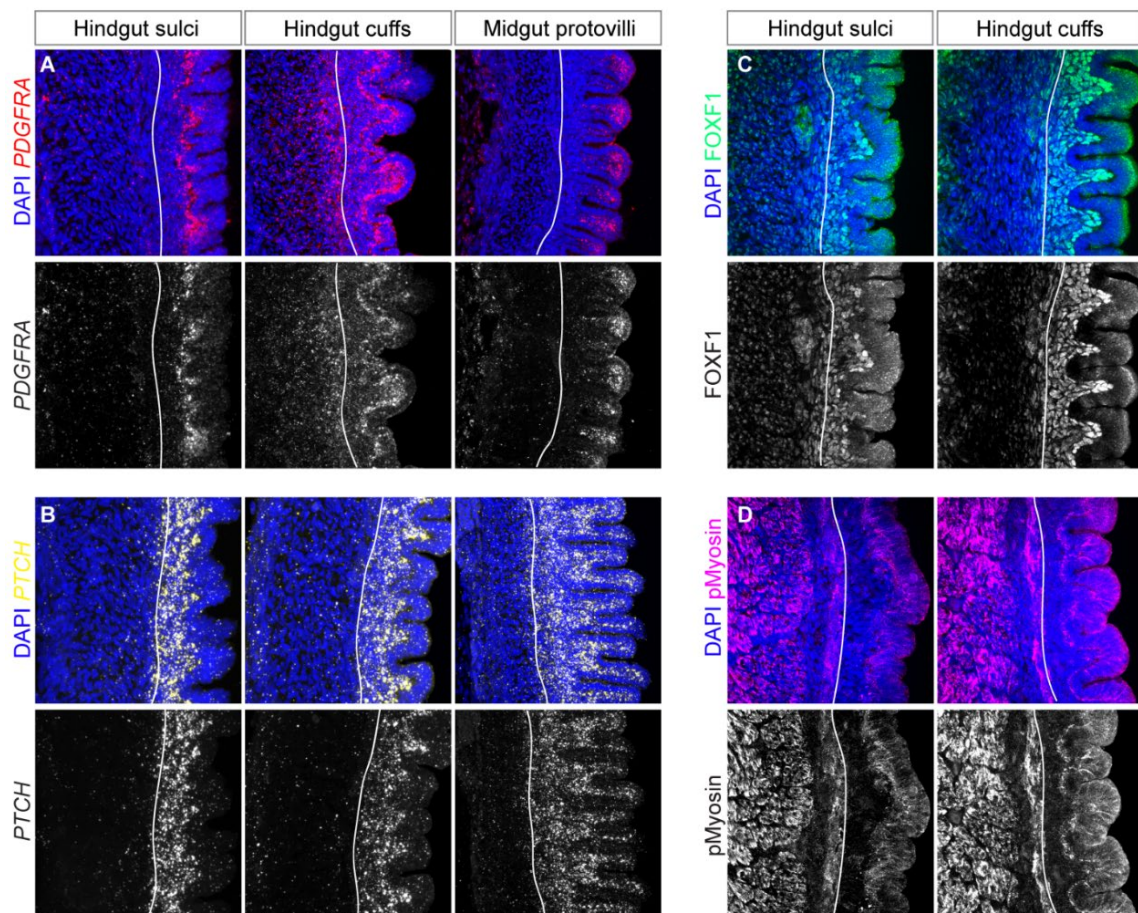 Hindgut sulci
Hindgut cuffs
Midgut protovilli
A
DAPI PDGFRA
PDGFRA
B
DAPI PTCH
PTCH
Hindgut sulci
Hindgut cuffs
C
DAPI FOXF1
FOXF1
D
DAPI pMyosin
pMyosin